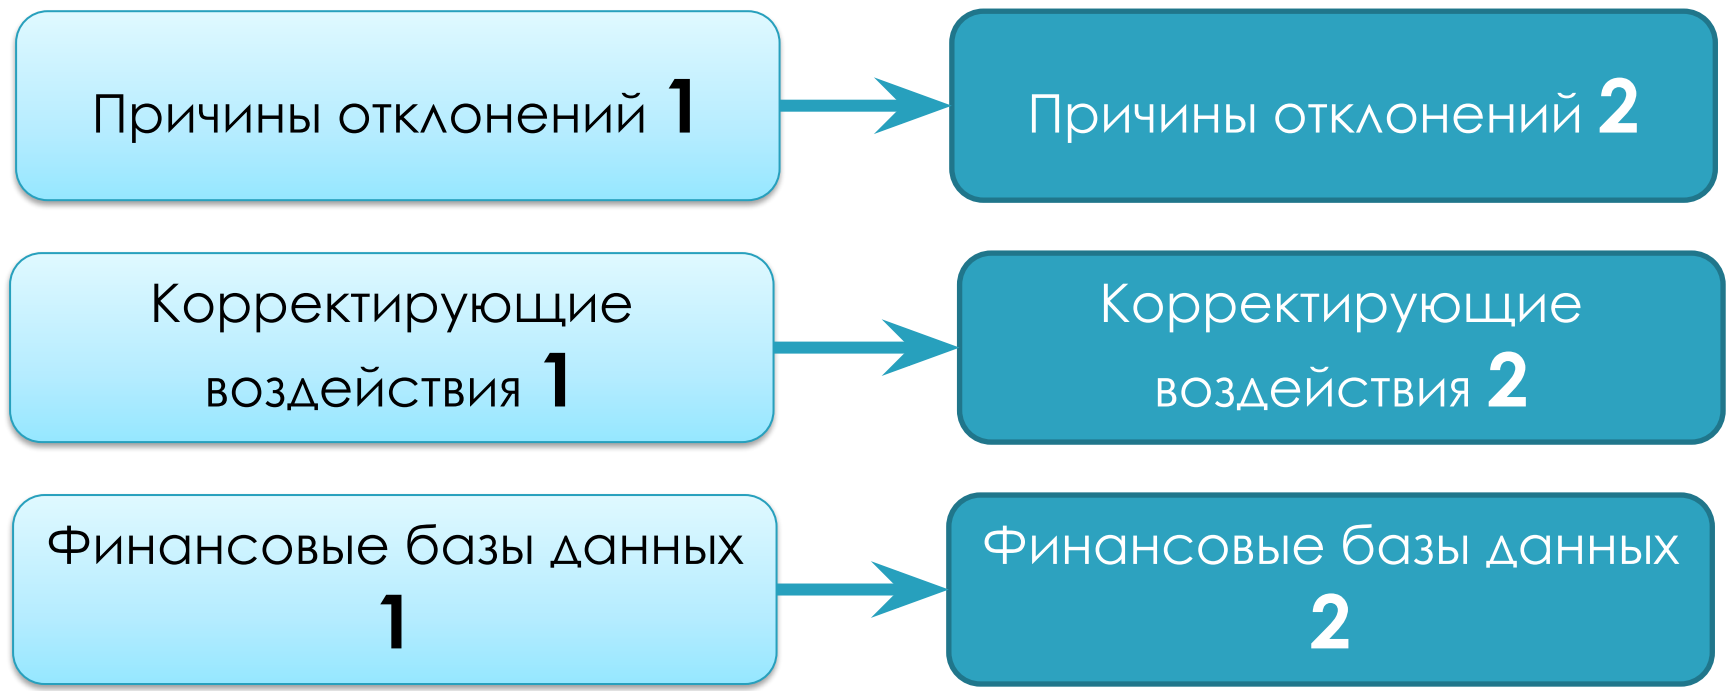 Причины отклонений 1
Причины отклонений 2
Корректирующие
воздействия 1
Корректирующие
воздействия 2
Финансовые базы данных
1
Финансовые базы данных
2